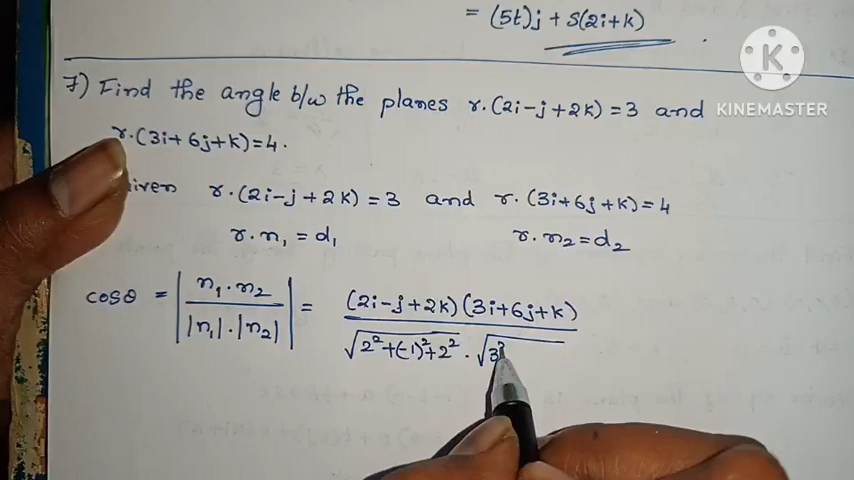 = (5t)j + S(2i+k)
K
KINEMASTER
7) Find the angle b/w the planes r.(2i-j+2k)=3 and
r.(3i+6j+k)=4.
r.(2i-j+2k)=3 and r.(3i+6j+k)=4
r.n₁ = d₁ r.n₂ = d₂
cosθ = |n₁.n₂ / |n₁|.|n₂|| = (2i-j+2k)(3i+6j+k) / √2²+(-1)²+2² . √3²